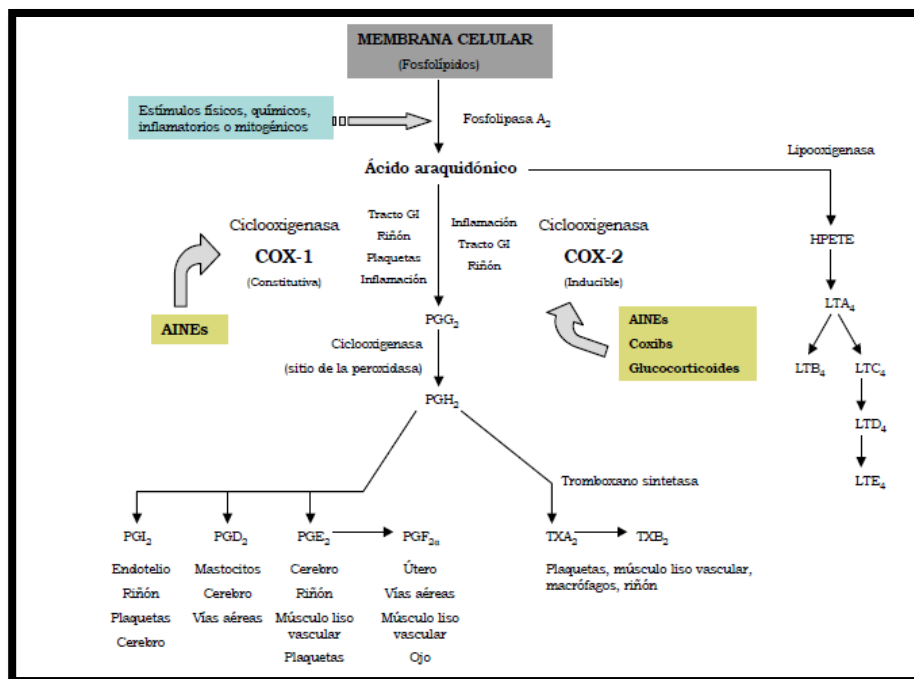 MEMBRANA CELULAR
(Fosfolípidos)
Estímulos físicos, químicos,
inflamatorios o mitogénicos
Fosfolipasa A₂
Lipooxigenasa
Ácido araquidónico
Ciclooxigenasa
COX-1
(Constitutiva)
Tracto GI
Riñón
Plaquetas
Inflamación
Inflamación
Tracto GI
Riñón
Ciclooxigenasa
COX-2
(Inducible)
HPETE
LTA₄
LTB₄
LTC₄
LTD₄
LTE₄
AINEs
AINEs
Coxibs
Glucocorticoides
PGG₂
Ciclooxigenasa
(sitio de la peroxidasa)
PGH₂
Tromboxano sintetasa
PGI₂
Endotelio
Riñón
Plaquetas
Cerebro
PGD₂
Mastocitos
Cerebro
Vías aéreas
PGE₂
Cerebro
Riñón
Músculo liso
vascular
Plaquetas
PGF₂α
Útero
Vías aéreas
Músculo liso
vascular
Ojo
TXA₂
TXB₂
Plaquetas, músculo liso vascular,
macrófagos, riñón